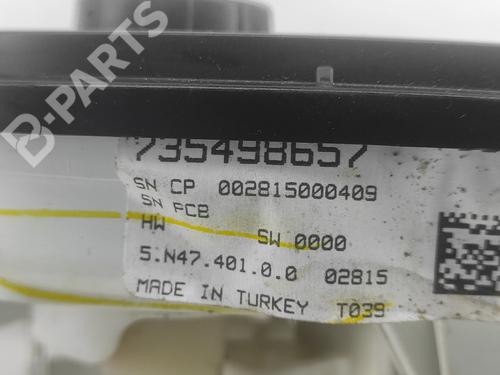 B-PARTS
735498657
SN CP 002815000409
SN PCB
HW SW 0000
5.N47.401.0.0 02815
MADE IN TURKEY T039